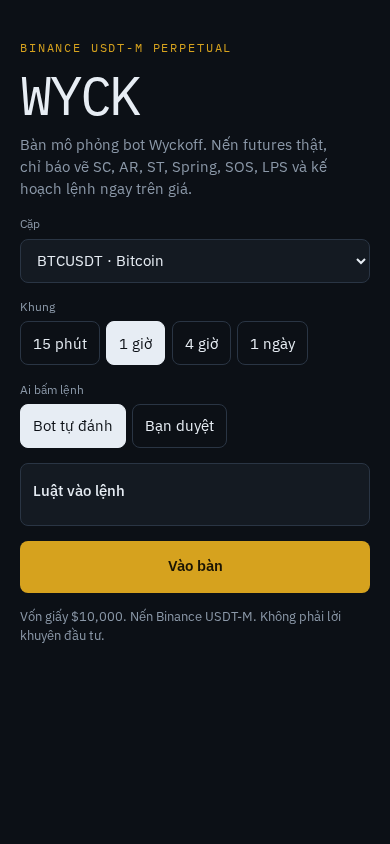 BINANCE USDT-M PERPETUAL
WYCK
Bàn mô phỏng bot Wyckoff. Nến futures thật,
chỉ báo vẽ SC, AR, ST, Spring, SOS, LPS và kế
hoạch lệnh ngay trên giá.
Cặp
BTCUSDT · Bitcoin
Khung
15 phút
1 giờ
4 giờ
1 ngày
Ai bấm lệnh
Bot tự đánh
Bạn duyệt
Luật vào lệnh
Vào bàn
Vốn giấy $10,000. Nến Binance USDT-M. Không phải lời
khuyên đầu tư.